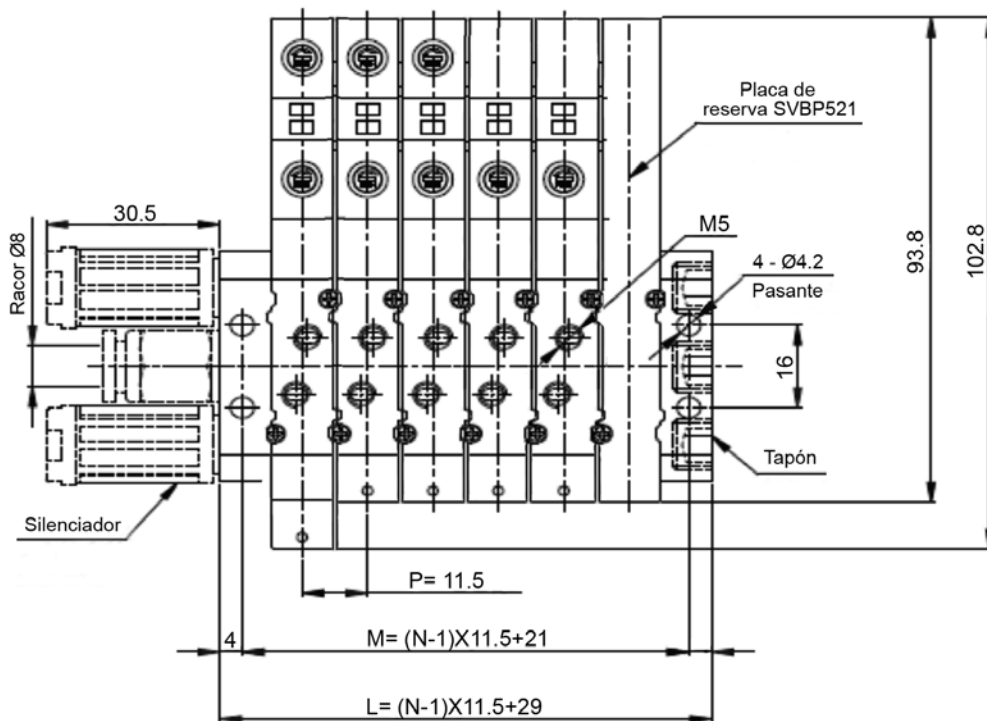 Placa de
reserva SVBP521
30.5
Racor Ø8
M5
4 - Ø4.2
Pasante
93.8
102.8
16
Tapón
Silenciador
P= 11.5
4
M= (N-1)X11.5+21
L= (N-1)X11.5+29